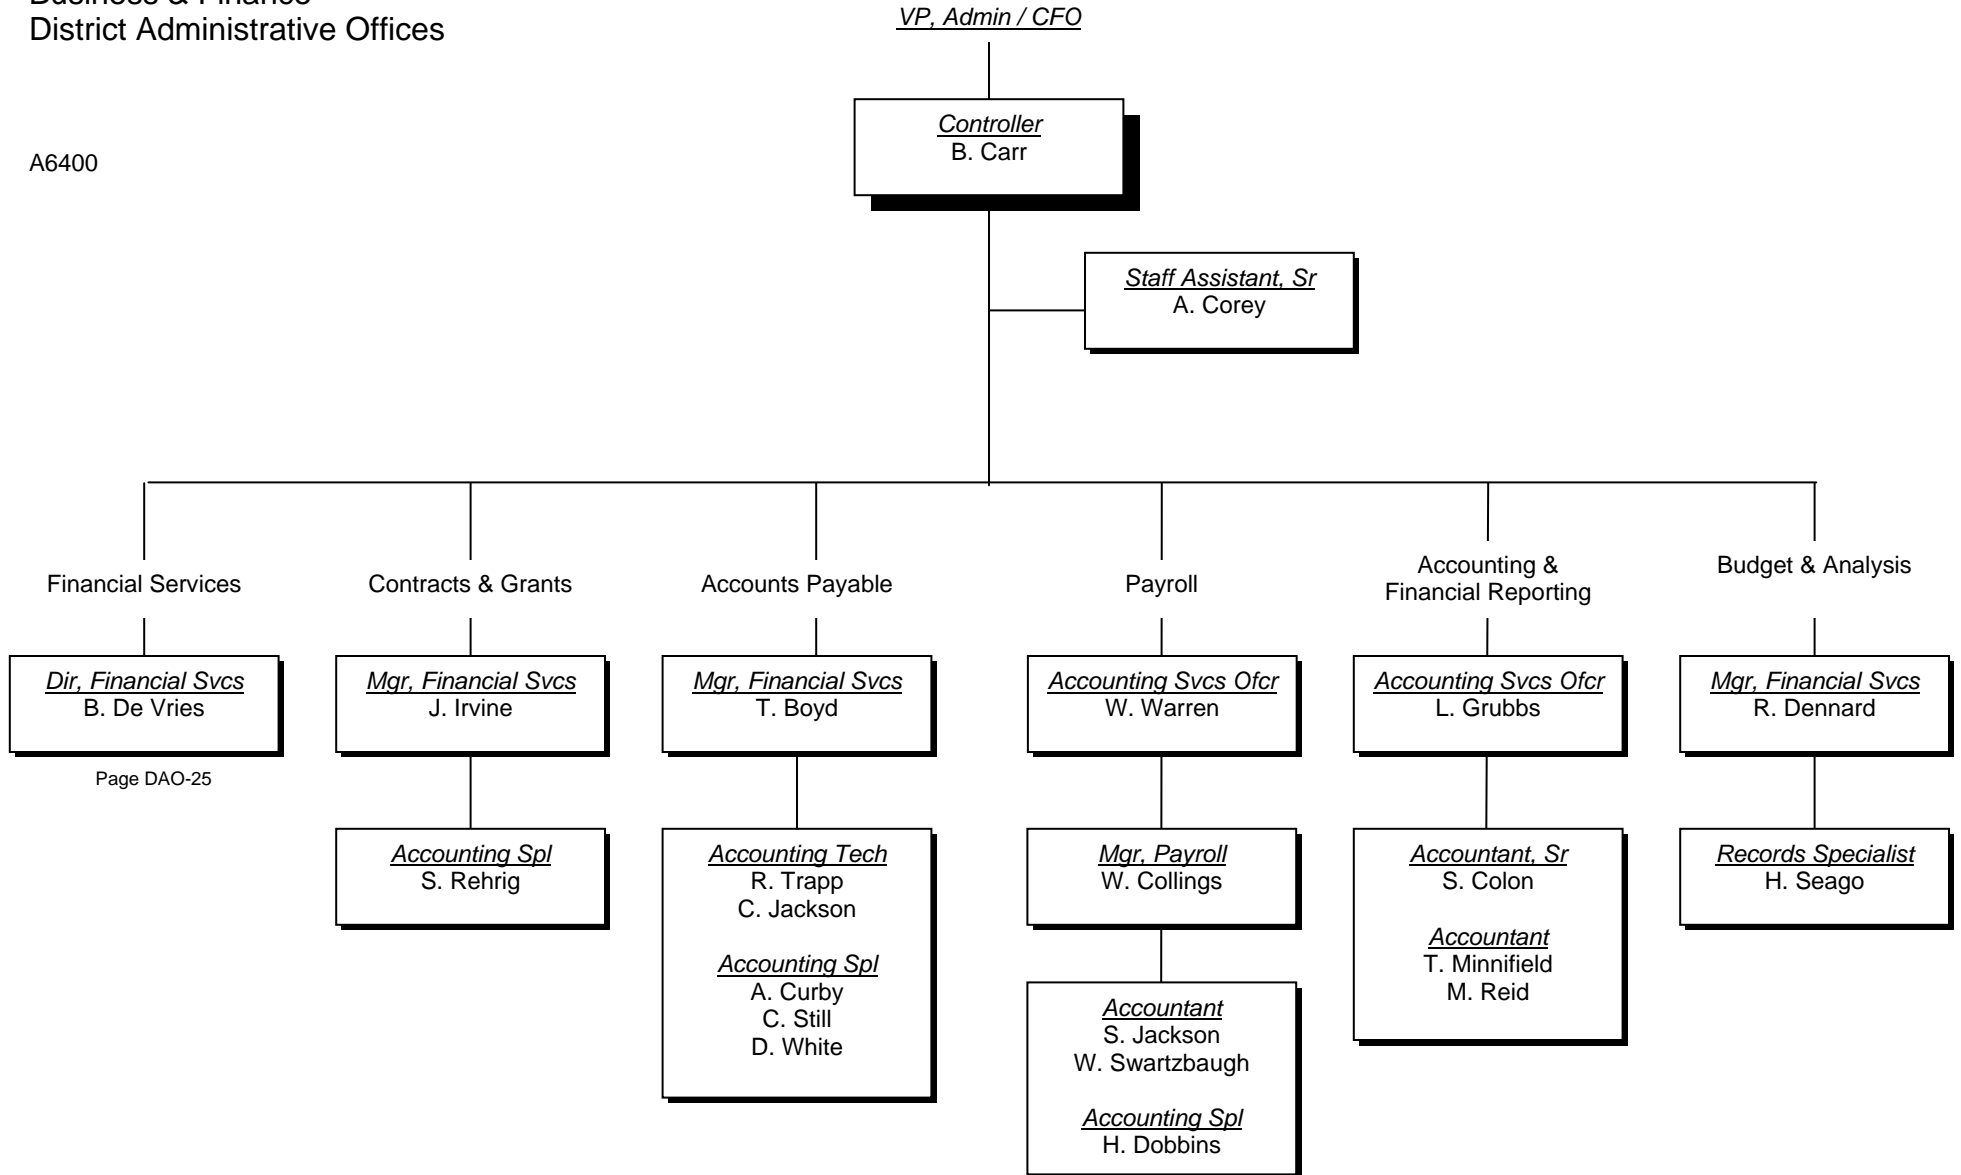 Business & Finance
District Administrative Offices
A6400
VP, Admin / CFO
Controller
B. Carr
Staff Assistant, Sr
A. Corey
Financial Services
Dir, Financial Svcs
B. De Vries
Page DAO-25
Contracts & Grants
Mgr, Financial Svcs
J. Irvine
Accounting Spl
S. Rehrig
Accounts Payable
Mgr, Financial Svcs
T. Boyd
Accounting Tech
R. Trapp
C. Jackson
Accounting Spl
A. Curby
C. Still
D. White
Payroll
Accounting Svcs Ofcr
W. Warren
Mgr, Payroll
W. Collings
Accountant
S. Jackson
W. Swartzbaugh
Accounting Spl
H. Dobbins
Accounting &
Financial Reporting
Accounting Svcs Ofcr
L. Grubbs
Accountant, Sr
S. Colon
Accountant
T. Minnifield
M. Reid
Budget & Analysis
Mgr, Financial Svcs
R. Dennard
Records Specialist
H. Seago